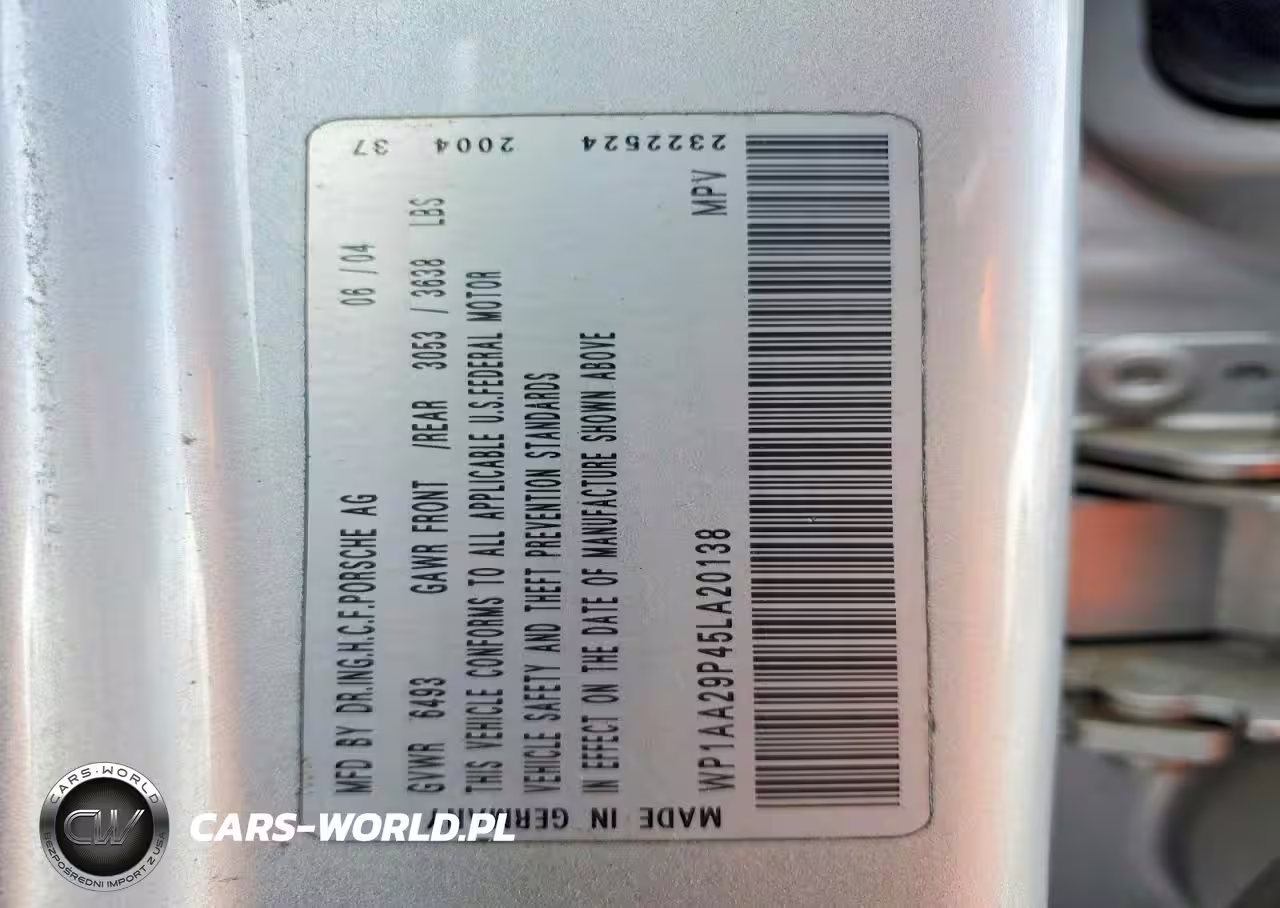 MFD BY DR.ING.H.C.F.PORSCHE AG 06 /04
GVWR 6493 GAWR FRONT /REAR 3053 / 3638 LBS
THIS VEHICLE CONFORMS TO ALL APPLICABLE U.S.FEDERAL MOTOR
VEHICLE SAFETY AND THEFT PREVENTION STANDARDS
IN EFFECT ON THE DATE OF MANUFACTURE SHOWN ABOVE
WP1AA29P45LA20138 MPV
MADE IN GERMANY
2322524 2004 37
CARS-WORLD
CW
BEZPOŚREDNI IMPORT Z USA
CARS-WORLD.PL